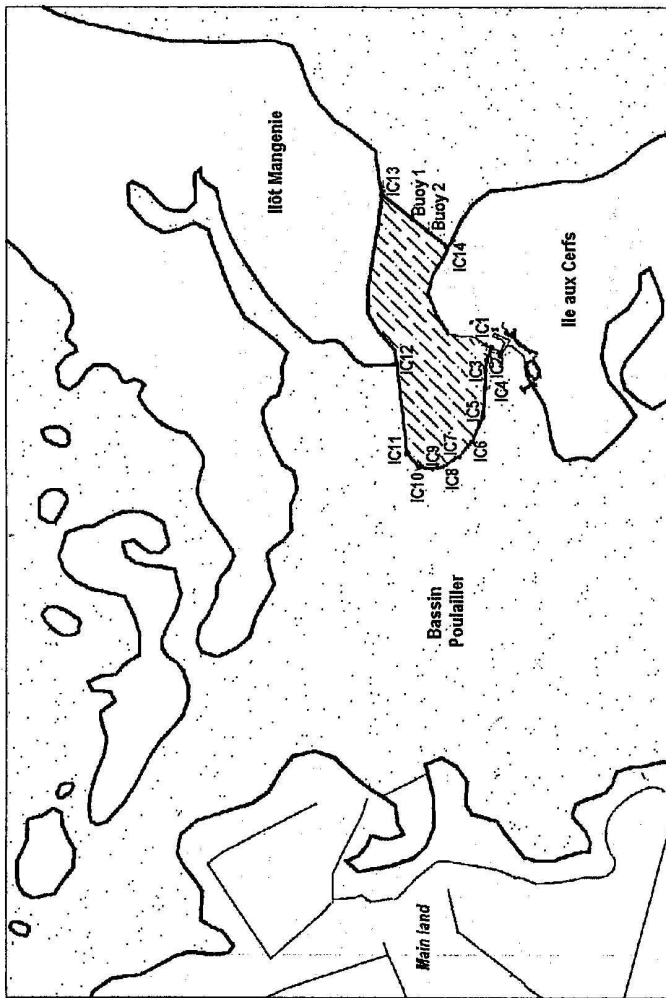 Ilôt Mangenie
IC13
Buoy 1
Buoy 2
IC14
IC12
IC11
IC10
IC9
IC8
IC7
IC6
IC5
IC3
IC1
IC2
IC4
Ile aux Cerfs
Bassin
Poulailler
Main land